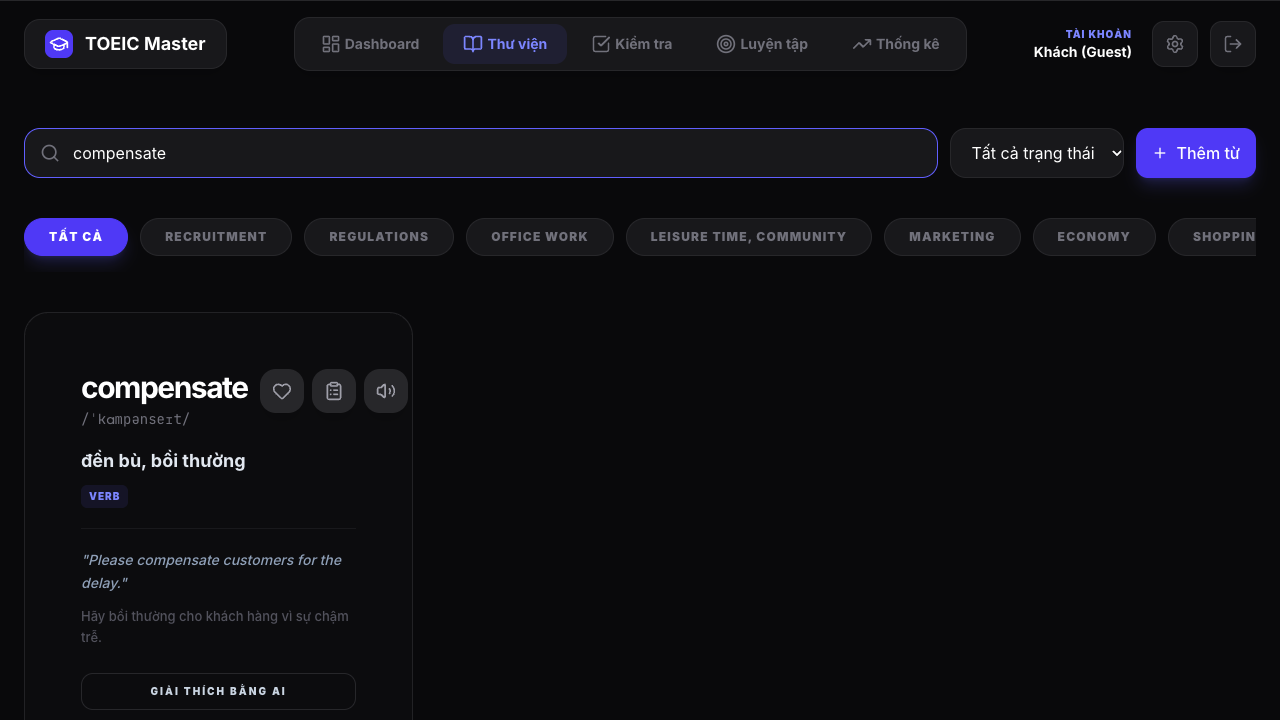 TOEIC Master
Dashboard
Thư viện
Kiểm tra
Luyện tập
Thống kê
TÀI KHOẢN
Khách (Guest)
compensate
Tất cả trạng thái
Thêm từ
TẤT CẢ
RECRUITMENT
REGULATIONS
OFFICE WORK
LEISURE TIME, COMMUNITY
MARKETING
ECONOMY
SHOPPIN
compensate
/ˈkɑmpənseɪt/
đền bù, bồi thường
VERB
"Please compensate customers for the
delay."
Hãy bồi thường cho khách hàng vì sự chậm
trễ.
GIẢI THÍCH BẰNG AI